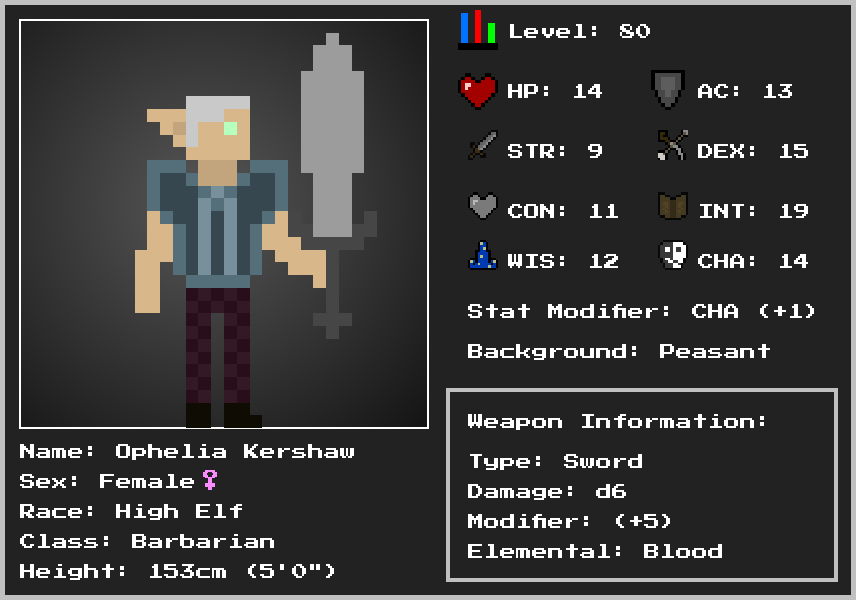 Level: 80
HP: 14 AC: 13
STR: 9 DEX: 15
CON: 11 INT: 19
WIS: 12 CHA: 14
Stat Modifier: CHA (+1)
Background: Peasant
Weapon Information:
Type: Sword
Damage: d6
Modifier: (+5)
Elemental: Blood
Name: Ophelia Kershaw
Sex: Female♀
Race: High Elf
Class: Barbarian
Height: 153cm (5'0")